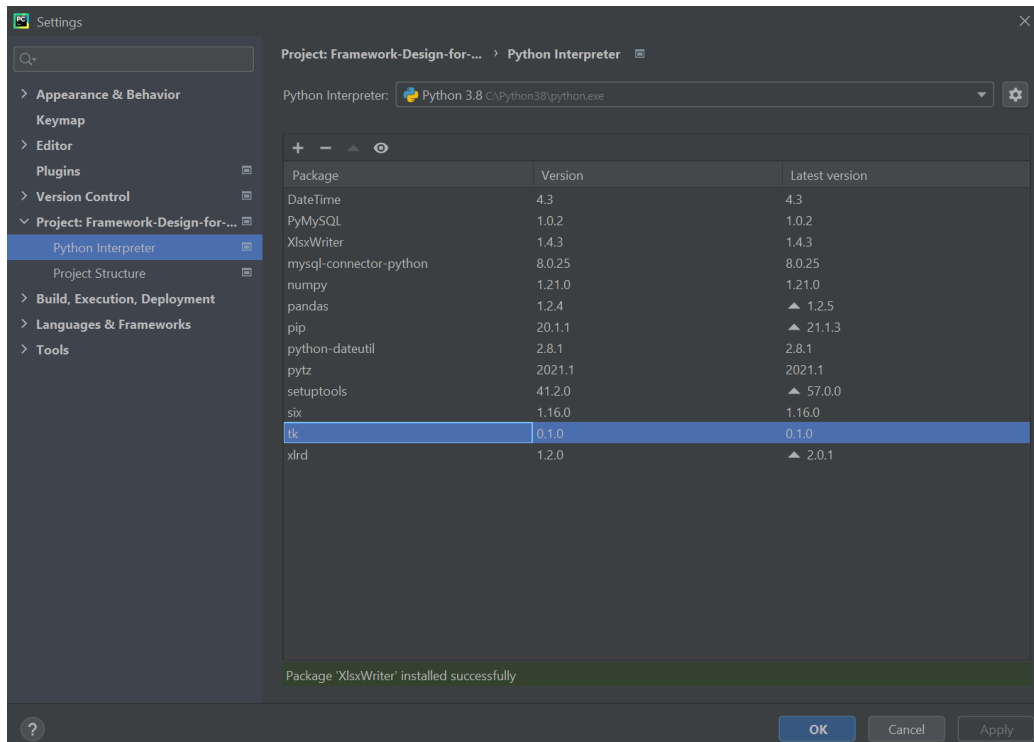 PC Settings
Project: Framework-Design-for-... > Python Interpreter
Appearance & Behavior
Keymap
Editor
Plugins
Version Control
Project: Framework-Design-for-...
Python Interpreter
Project Structure
Build, Execution, Deployment
Languages & Frameworks
Tools
Python Interpreter: Python 3.8 C:\Python38\python.exe
Package Version Latest version
DateTime 4.3 4.3
PyMySQL 1.0.2 1.0.2
XlsxWriter 1.4.3 1.4.3
mysql-connector-python 8.0.25 8.0.25
numpy 1.21.0 1.21.0
pandas 1.2.4 1.2.5
pip 20.1.1 21.1.3
python-dateutil 2.8.1 2.8.1
pytz 2021.1 2021.1
setuptools 41.2.0 57.0.0
six 1.16.0 1.16.0
tk 0.1.0 0.1.0
xlrd 1.2.0 2.0.1
Package 'XlsxWriter' installed successfully
? OK Cancel Apply